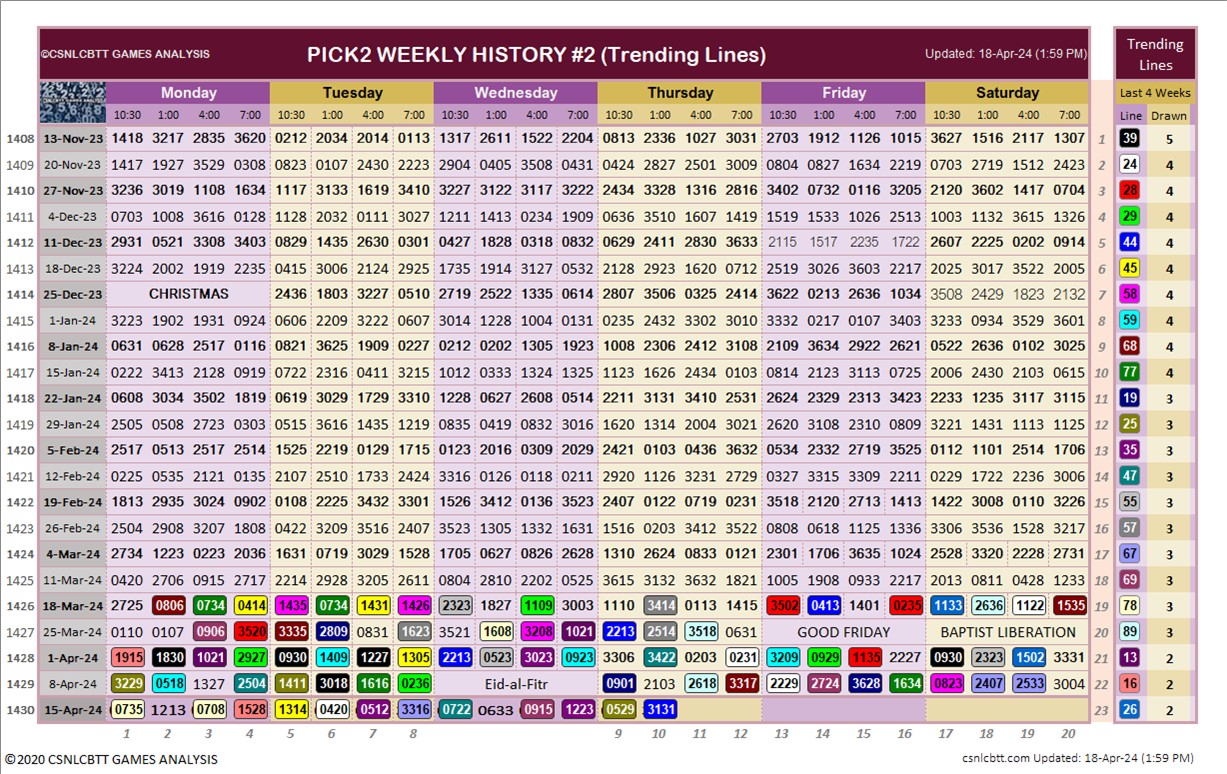 ©CSNLCBTT GAMES ANALYSIS PICK2 WEEKLY HISTORY #2 (Trending Lines) Updated: 18-Apr-24 (1:59 PM) Trending Lines
Monday Tuesday Wednesday Thursday Friday Saturday Last 4 Weeks
10:30 1:00 4:00 7:00 10:30 1:00 4:00 7:00 10:30 1:00 4:00 7:00 10:30 1:00 4:00 7:00 10:30 1:00 4:00 7:00 10:30 1:00 4:00 7:00 Line Drawn
1408 13-Nov-23 1418 3217 2835 3620 0212 2034 2014 0113 1317 2611 1522 2204 0813 2336 1027 3031 2703 1912 1126 1015 3627 1516 2117 1307 1 39 5
1409 20-Nov-23 1417 1927 3529 0308 0823 0107 2430 2223 2904 0405 3508 0431 0424 2827 2501 3009 0804 0827 1634 2219 0703 2719 1512 2423 2 24 4
1410 27-Nov-23 3236 3019 1108 1634 1117 3133 1619 3410 3227 3122 3117 3222 2434 3328 1316 2816 3402 0732 0116 3205 2120 3602 1417 0704 3 28 4
1411 4-Dec-23 0703 1008 3616 0128 1128 2032 0111 3027 1211 1413 0234 1909 0636 3510 1607 1419 1519 1533 1026 2513 1003 1132 3615 1326 4 29 4
1412 11-Dec-23 2931 0521 3308 3403 0829 1435 2630 0301 0427 1828 0318 0832 0629 2411 2830 3633 2115 1517 2235 1722 2607 2225 0202 0914 5 44 4
1413 18-Dec-23 3224 2002 1919 2235 0415 3006 2124 2925 1735 1914 3127 0532 2128 2923 1620 0712 2519 3026 3603 2217 2025 3017 3522 2005 6 45 4
1414 25-Dec-23 CHRISTMAS 2436 1803 3227 0519 2719 2522 1335 0614 2807 3506 0825 2414 3622 0213 2636 1034 3508 2429 1823 2132 7 58 4
1415 1-Jan-24 3223 1902 1931 0924 0606 2209 3222 0607 3014 1228 1004 0131 0235 2432 3302 3010 3332 0217 0107 3403 3233 0934 3529 3601 8 59 4
1416 8-Jan-24 0631 0628 2517 0116 0821 3625 1909 0227 0212 0202 1305 1923 1008 2306 2412 3108 2109 3634 2922 2621 0522 2636 0102 3025 9 68 4
1417 15-Jan-24 0222 3413 2128 0919 0722 2316 0411 3215 1012 0333 1324 1325 1123 1626 2434 0103 0814 2123 3113 0725 2006 2430 2103 0615 10 77 4
1418 22-Jan-24 0608 3034 3502 1819 0619 3029 1729 3310 1228 0627 2608 0514 2211 3131 3410 2531 2624 2329 2313 3423 2233 1235 3117 3115 11 19 3
1419 29-Jan-24 2505 0508 2723 0303 0515 3616 1435 1219 0835 0419 0832 3016 1620 1314 2004 3021 2620 3108 2310 0809 3221 1431 1113 1125 12 25 3
1420 5-Feb-24 2517 0513 2517 2514 1525 2219 0129 1715 0123 2016 0309 2029 2421 0103 0436 3632 0534 2332 2719 3525 0112 1101 2514 1706 13 35 3
1421 12-Feb-24 0225 0535 2121 0135 2107 2510 1733 2424 3316 0126 0118 0211 2920 1126 3131 2729 0327 3315 3309 2211 0229 1722 2236 3006 14 47 3
1422 19-Feb-24 1813 2935 3024 0902 0108 2225 3432 3301 1526 3412 0136 3523 2407 0122 0719 0231 3518 2120 2713 1413 1422 3008 0110 3226 15 55 3
1423 26-Feb-24 2504 2908 3207 1808 0422 3209 3516 2407 3523 1305 1332 1631 1516 0203 3412 3522 0808 0618 1125 1336 3306 3536 1528 3217 16 57 3
1424 4-Mar-24 2734 1223 0223 2036 1631 0719 3029 1528 1705 0627 0826 2628 1310 2624 0833 0121 2301 1706 3635 1024 2528 3320 2228 2731 17 67 3
1425 11-Mar-24 0420 2706 0915 2717 2214 2928 3205 2611 0804 2810 2202 0525 3615 3132 3632 1821 1005 1908 0933 2217 2013 0811 0428 1233 18 69 3
1426 18-Mar-24 2725 0806 0734 0414 1435 0734 1431 1426 2323 1827 1109 3003 1110 3414 0113 1415 3502 0413 1401 0235 1133 2636 1122 1535 19 78 3
1427 25-Mar-24 0110 0107 0906 3520 3335 2809 0831 1623 3521 1608 3208 1021 2213 2514 3518 0631 GOOD FRIDAY BAPTIST LIBERATION 20 89 3
1428 1-Apr-24 1915 1830 1021 2927 0930 1409 1227 1305 2213 0523 3023 0923 3306 3422 0203 0231 3209 0929 1135 2227 0930 2323 1502 3331 21 13 2
1429 8-Apr-24 3229 0518 1327 2504 1411 3018 1616 0236 Eid-al-Fitr 0901 2103 2618 3317 2229 2724 3628 1634 0823 2407 2533 3004 22 16 2
1430 15-Apr-24 0735 1213 0708 1528 1314 0420 0512 3316 0722 0633 0915 1223 0529 3131 23 26 2
1 2 3 4 5 6 7 8 9 10 11 12 13 14 15 16 17 18 19 20
©2020 CSNLCBTT GAMES ANALYSIS csnlcbtt.com Updated: 18-Apr-24 (1:59 PM)